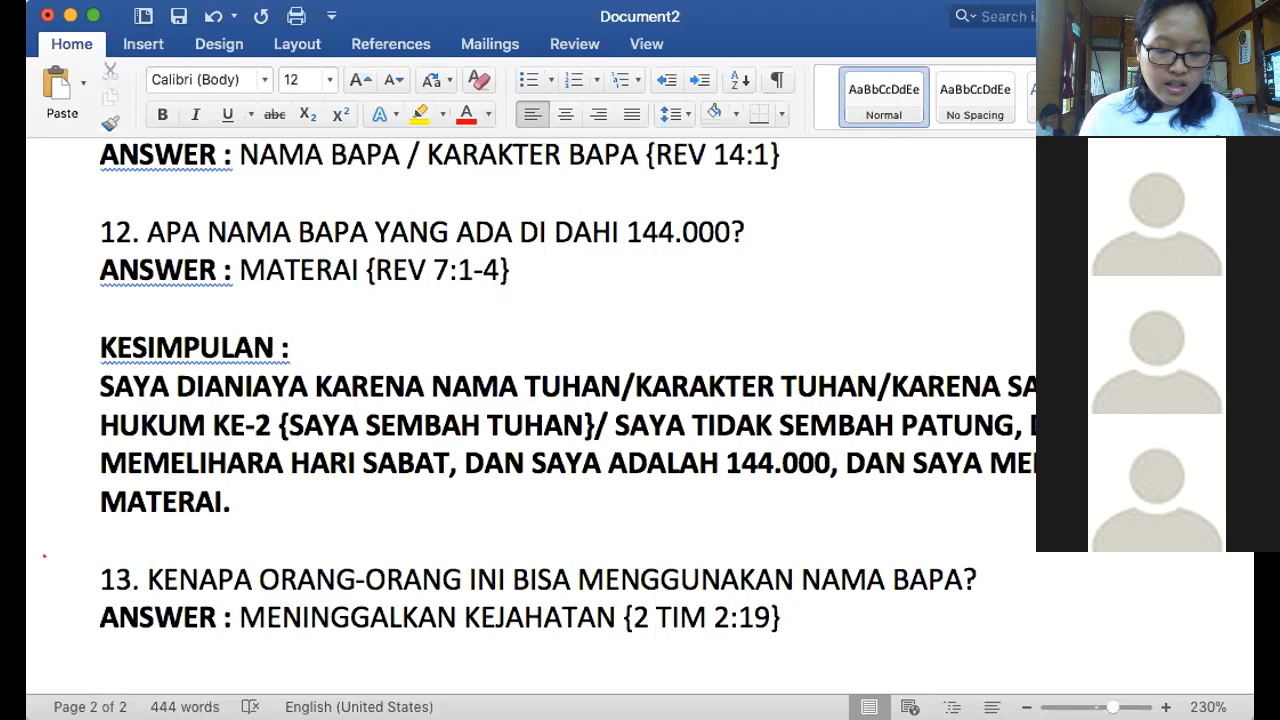 Document2
Search i
Home Insert Design Layout References Mailings Review View
Paste
Calibri (Body) 12
AaBbCcDdEe AaBbCcDdEe
Normal No Spacing
ANSWER : NAMA BAPA / KARAKTER BAPA {REV 14:1}
12. APA NAMA BAPA YANG ADA DI DAHI 144.000?
ANSWER : MATERAI {REV 7:1-4}
KESIMPULAN :
SAYA DIANIAYA KARENA NAMA TUHAN/KARAKTER TUHAN/KARENA SA
HUKUM KE-2 {SAYA SEMBAH TUHAN}/ SAYA TIDAK SEMBAH PATUNG,
MEMELIHARA HARI SABAT, DAN SAYA ADALAH 144.000, DAN SAYA
MATERAI.
13. KENAPA ORANG-ORANG INI BISA MENGGUNAKAN NAMA BAPA?
ANSWER : MENINGGALKAN KEJAHATAN {2 TIM 2:19}
Page 2 of 2 444 words English (United States) 230%